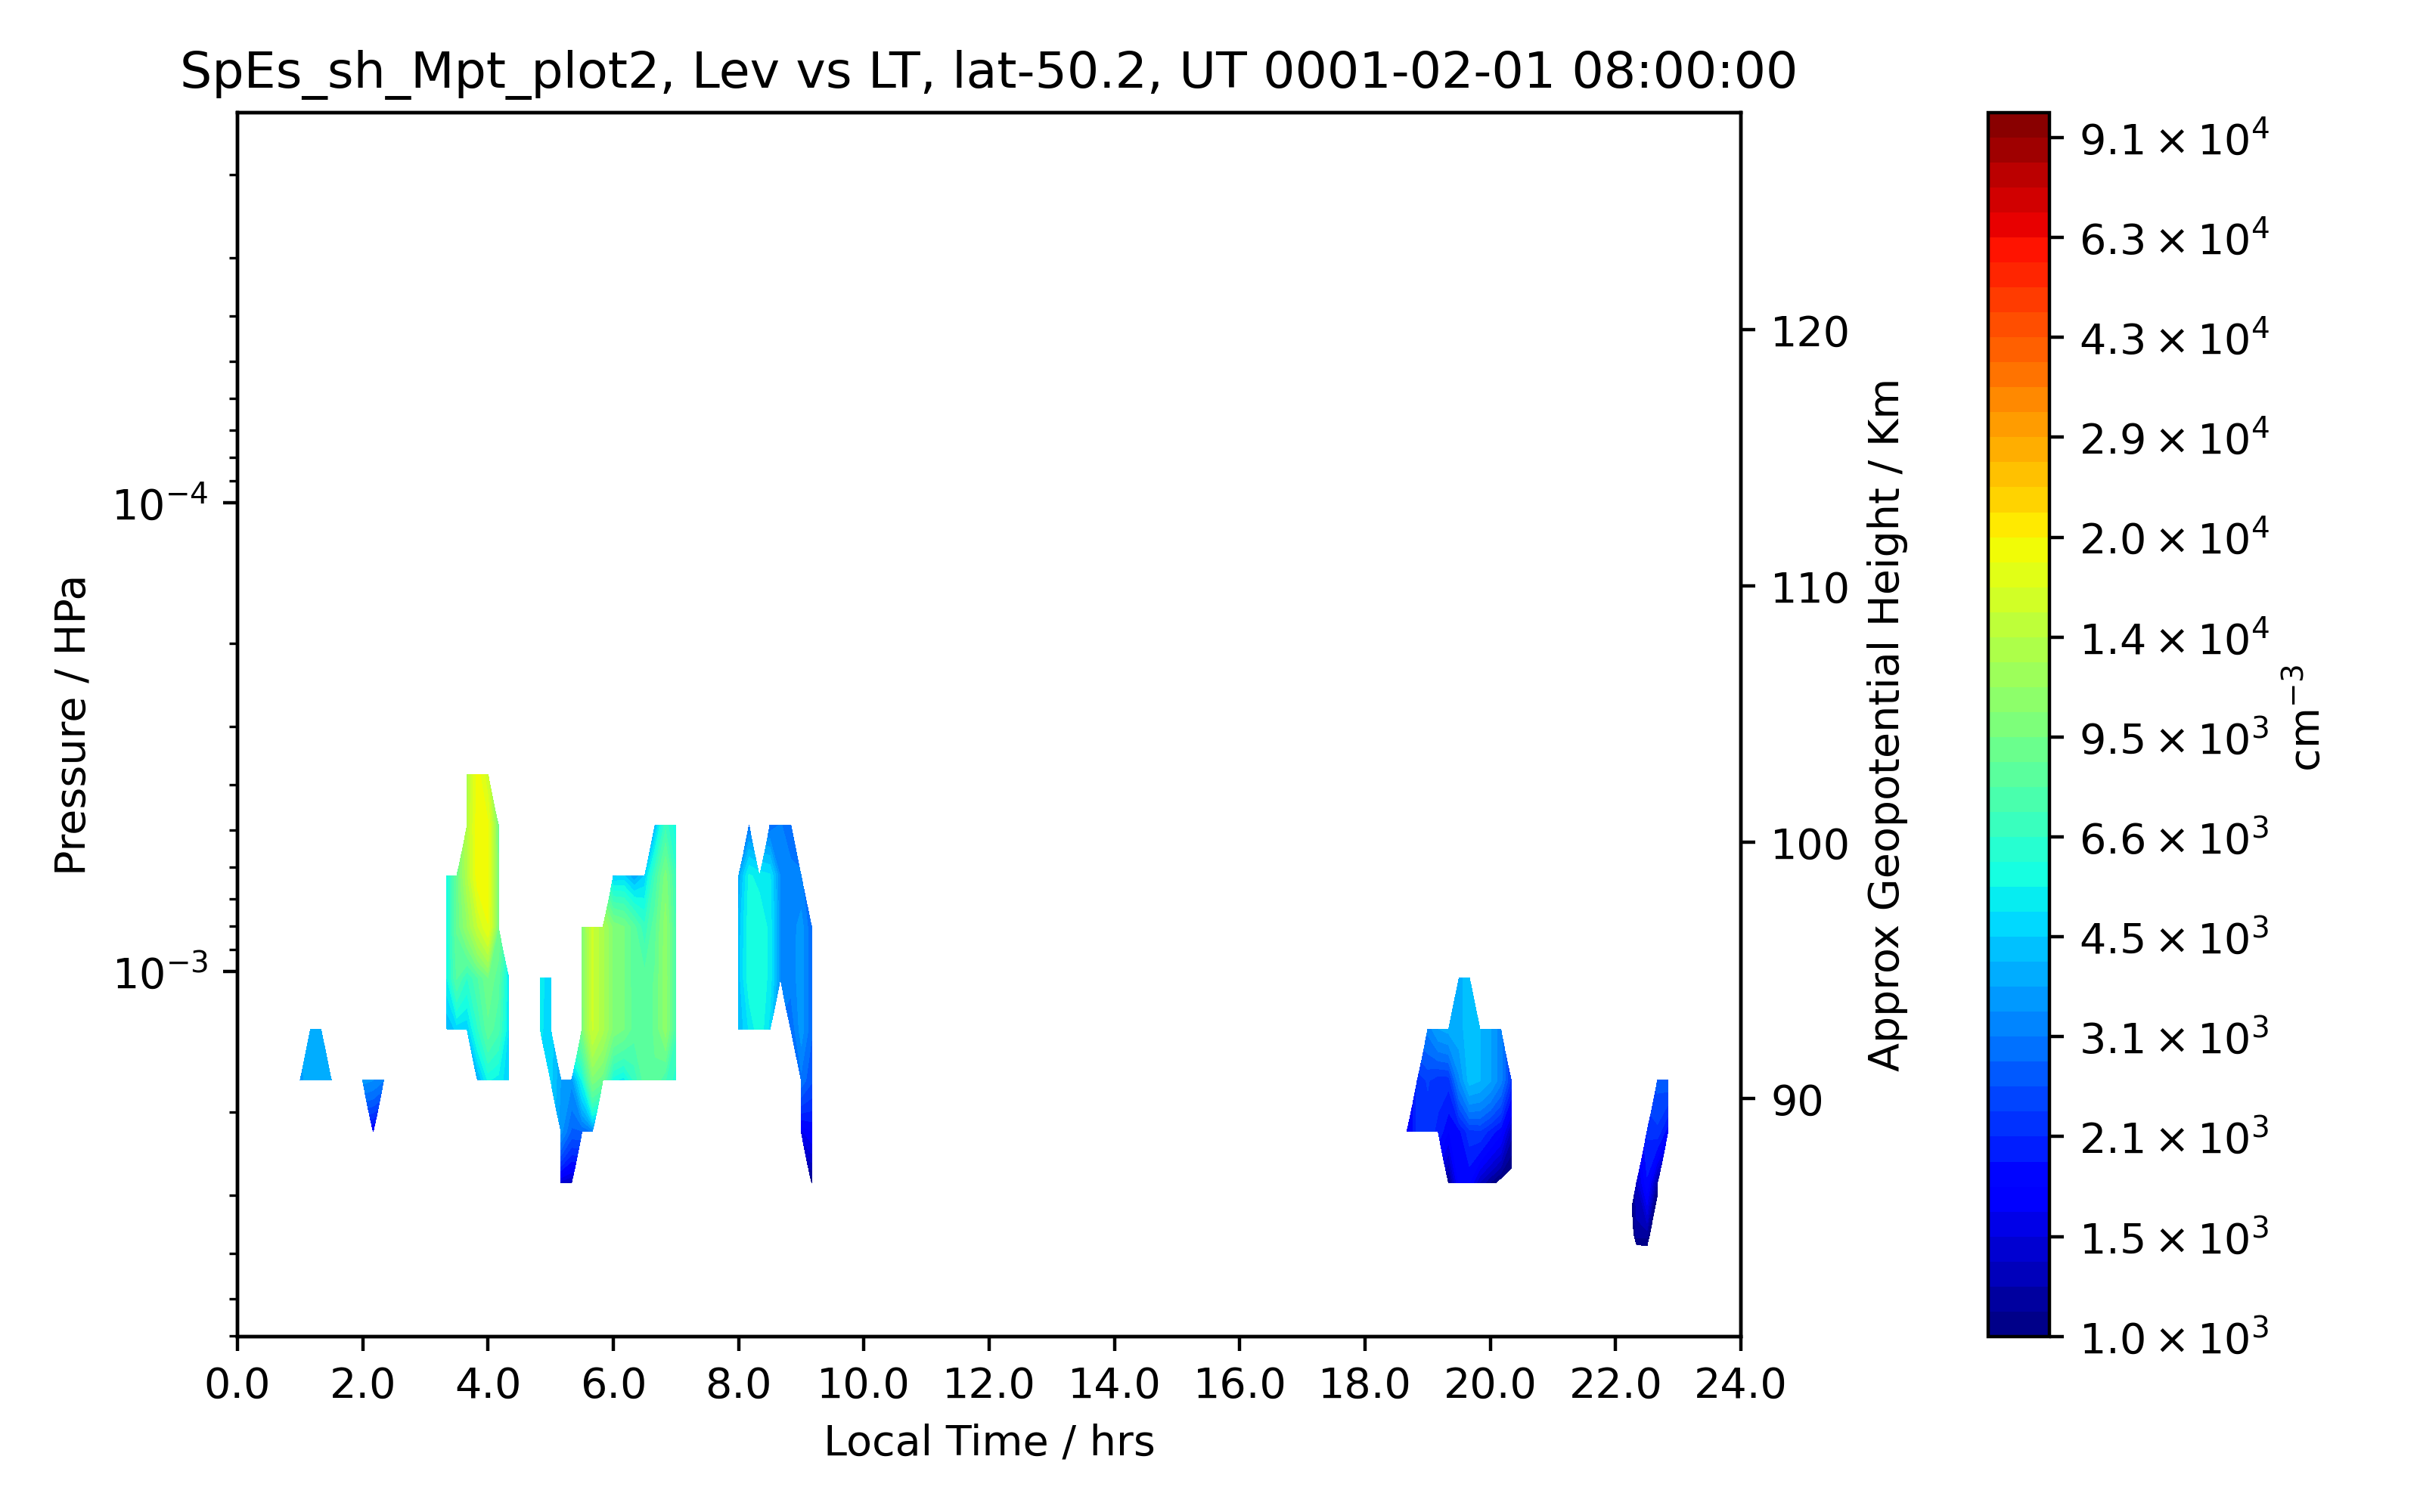 SpEs_sh_Mpt_plot2, Lev vs LT, lat-50.2, UT 0001-02-01 08:00:00
Pressure / HPa
10⁻⁴
10⁻³
0.0 2.0 4.0 6.0 8.0 10.0 12.0 14.0 16.0 18.0 20.0 22.0 24.0
Local Time / hrs
120
110
100
90
Approx Geopotential Height / Km
9.1 × 10⁴
6.3 × 10⁴
4.3 × 10⁴
2.9 × 10⁴
2.0 × 10⁴
1.4 × 10⁴
9.5 × 10³
6.6 × 10³
4.5 × 10³
3.1 × 10³
2.1 × 10³
1.5 × 10³
1.0 × 10³
cm⁻³